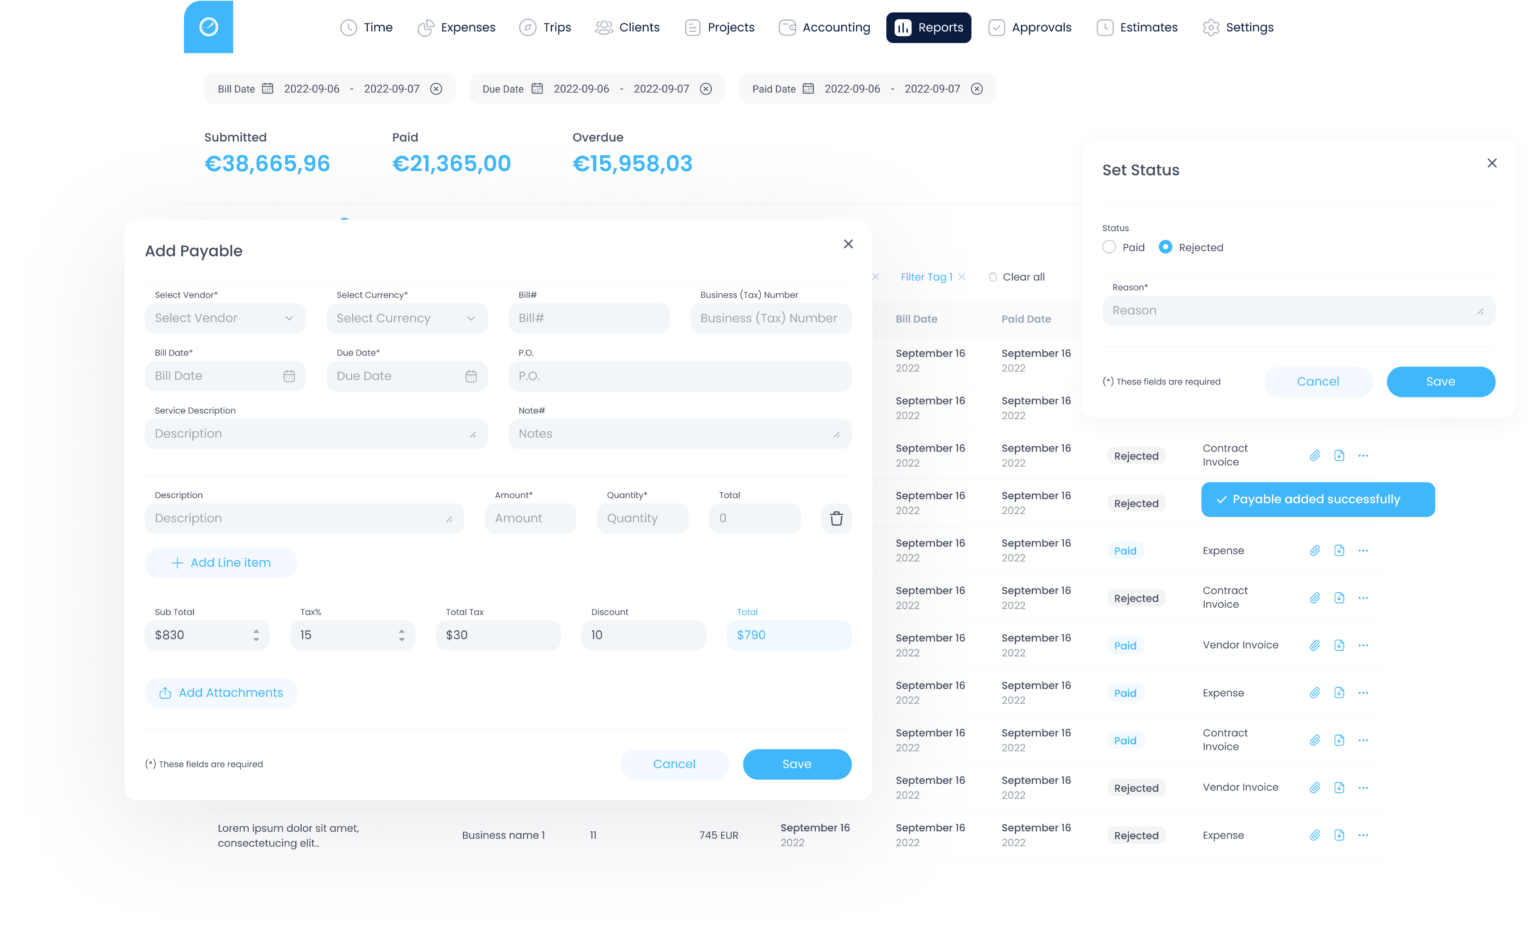 Time Expenses Trips Clients Projects Accounting Reports Approvals Estimates Settings
Bill Date 2022-09-06 - 2022-09-07 Due Date 2022-09-06 - 2022-09-07 Paid Date 2022-09-06 - 2022-09-07
Submitted Paid Overdue
€38,665,96 €21,365,00 €15,958,03
Set Status
Status
Paid Rejected
Reason*
Reason
(*) These fields are required Cancel Save
Add Payable
Select Vendor* Select Currency* Bill# Business (Tax) Number
Select Vendor Select Currency Bill# Business (Tax) Number
Bill Date* Due Date* P.O.
Bill Date Due Date P.O.
Service Description Note#
Description Notes
Description Amount* Quantity* Total
Description Amount Quantity 0
Add Line item
Sub Total Tax% Total Tax Discount Total
$830 15 $30 10 $790
Add Attachments
(*) These fields are required Cancel Save
Filter Tag 1 Clear all
Bill Date Paid Date
September 16 September 16
2022 2022
September 16 September 16
2022 2022
September 16 September 16 Rejected Contract
2022 2022 Invoice
September 16 September 16 Rejected
2022 2022
Payable added successfully
September 16 September 16 Paid Expense
2022 2022
September 16 September 16 Rejected Contract
2022 2022 Invoice
September 16 September 16 Paid Vendor Invoice
2022 2022
September 16 September 16 Paid Expense
2022 2022
September 16 September 16 Paid Contract
2022 2022 Invoice
September 16 September 16 Rejected Vendor Invoice
2022 2022
Lorem ipsum dolor sit amet, Business name 1 11 745 EUR September 16 September 16 September 16 Rejected Expense
consectetucing elit.. 2022 2022 2022